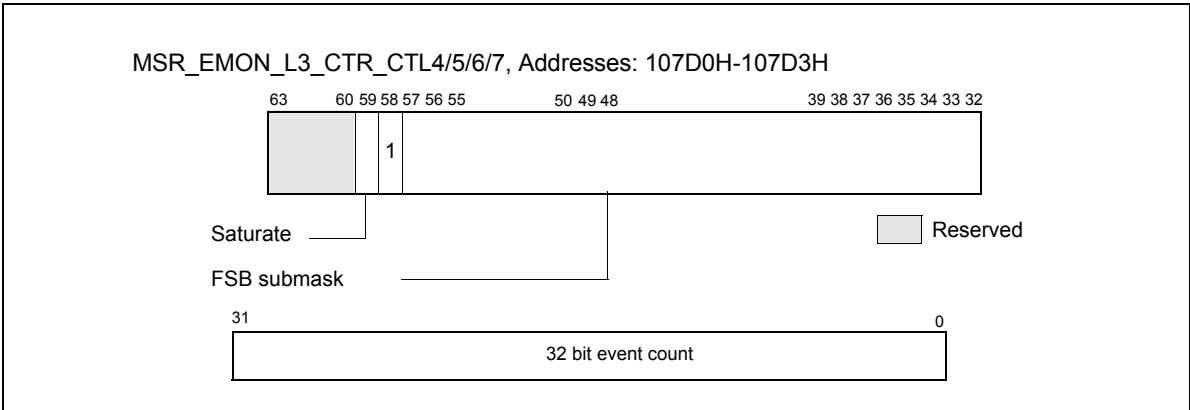 MSR_EMON_L3_CTR_CTL4/5/6/7, Addresses: 107D0H-107D3H
63 60 59 58 57 56 55 50 49 48 39 38 37 36 35 34 33 32
1
Saturate
Reserved
FSB submask
31 0
32 bit event count